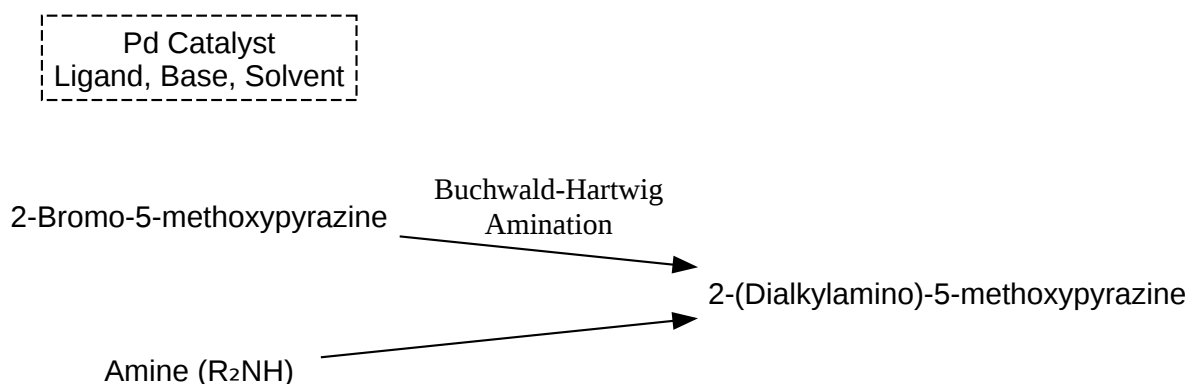 Pd Catalyst
Ligand, Base, Solvent
Buchwald-Hartwig
Amination
2-Bromo-5-methoxypyrazine
2-(Dialkylamino)-5-methoxypyrazine
Amine (R₂NH)